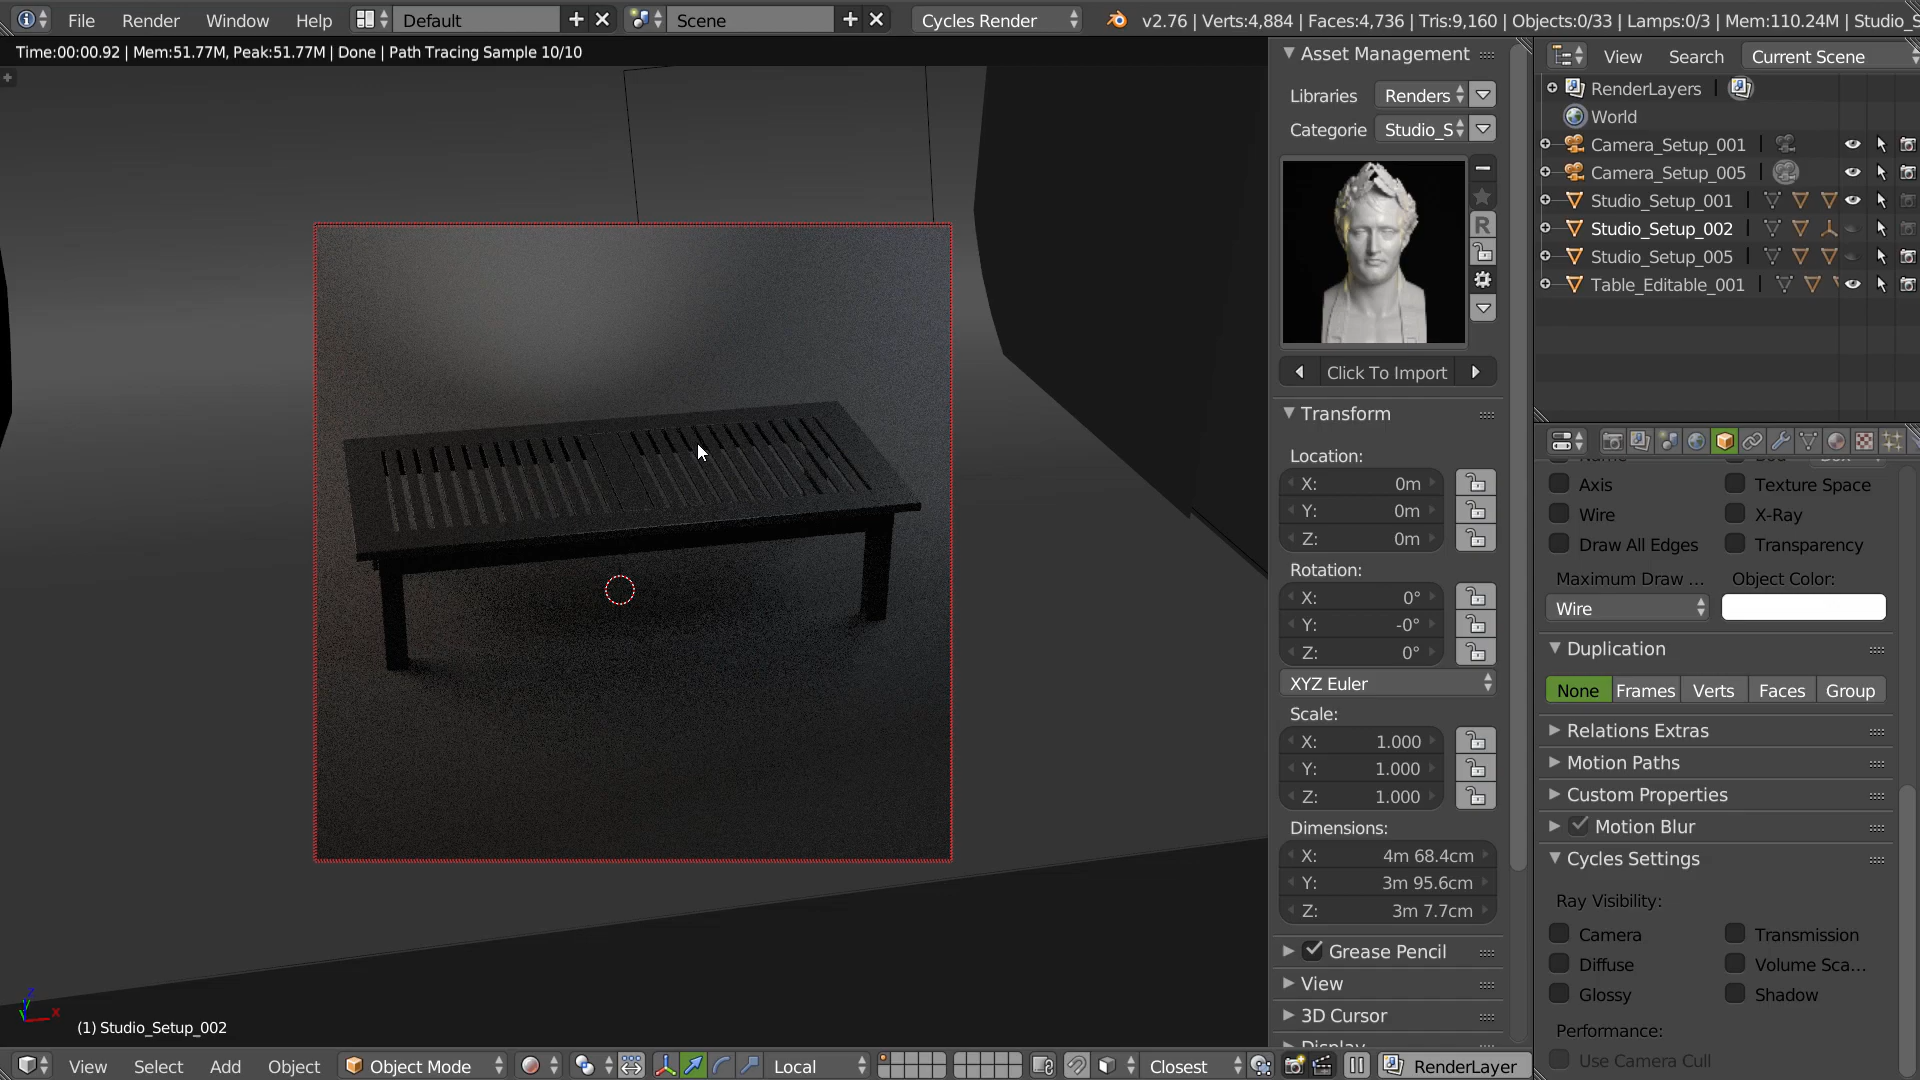 File Render Window Help Default Scene Cycles Render v2.76 | Verts:4,884 | Faces:4,736 | Tris:9,160 | Objects:0/33 | Lamps:0/3 | Mem:110.24M | Studio_S
Time:00:00.92 | Mem:51.77M, Peak:51.77M | Done | Path Tracing Sample 10/10
(1) Studio_Setup_002
View Select Add Object Object Mode Local Closest RenderLayer
Asset Management
Libraries Renders
Categorie Studio_S
R
Click To Import
Transform
Location:
X: 0m
Y: 0m
Z: 0m
Rotation:
X: 0°
Y: -0°
Z: 0°
XYZ Euler
Scale:
X: 1.000
Y: 1.000
Z: 1.000
Dimensions:
X: 4m 68.4cm
Y: 3m 95.6cm
Z: 3m 7.7cm
Grease Pencil
View
3D Cursor
View Search Current Scene
RenderLayers |
World
Camera_Setup_001 |
Camera_Setup_005 |
Studio_Setup_001 |
Studio_Setup_002 |
Studio_Setup_005 |
Table_Editable_001 |
Axis Texture Space
Wire X-Ray
Draw All Edges Transparency
Maximum Draw ... Object Color:
Wire
Duplication
None Frames Verts Faces Group
Relations Extras
Motion Paths
Custom Properties
Motion Blur
Cycles Settings
Ray Visibility:
Camera Transmission
Diffuse Volume Sca...
Glossy Shadow
Performance:
Use Camera Cull